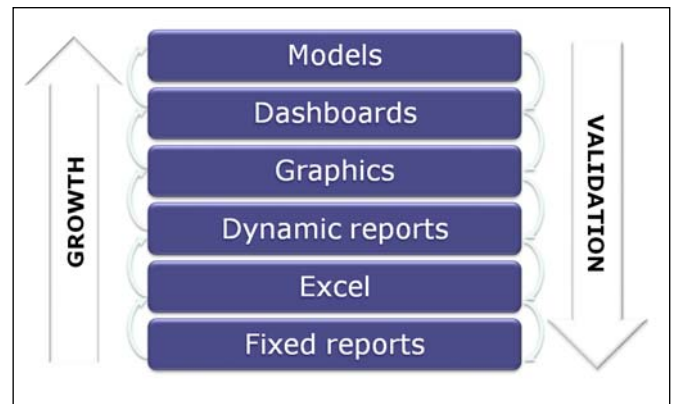 Models
Dashboards
Graphics
Dynamic reports
Excel
Fixed reports
GROWTH
VALIDATION